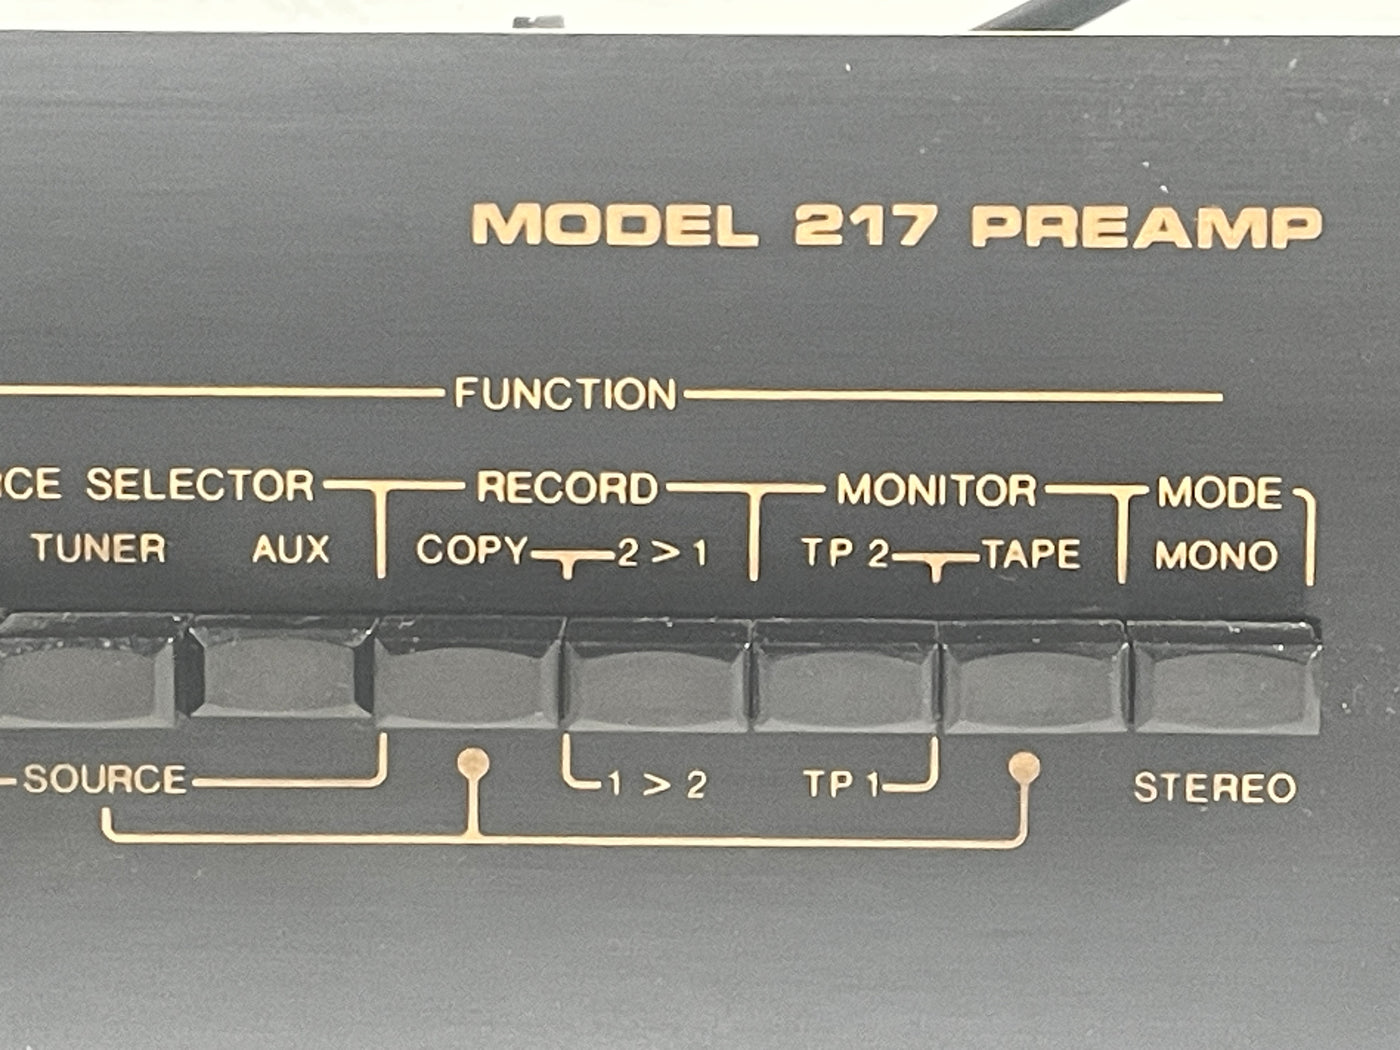 MODEL 217 PREAMP
FUNCTION
RCE SELECTOR RECORD MONITOR MODE
TUNER AUX COPY 2 > 1 TP 2 TAPE MONO
SOURCE 1 > 2 TP 1 STEREO